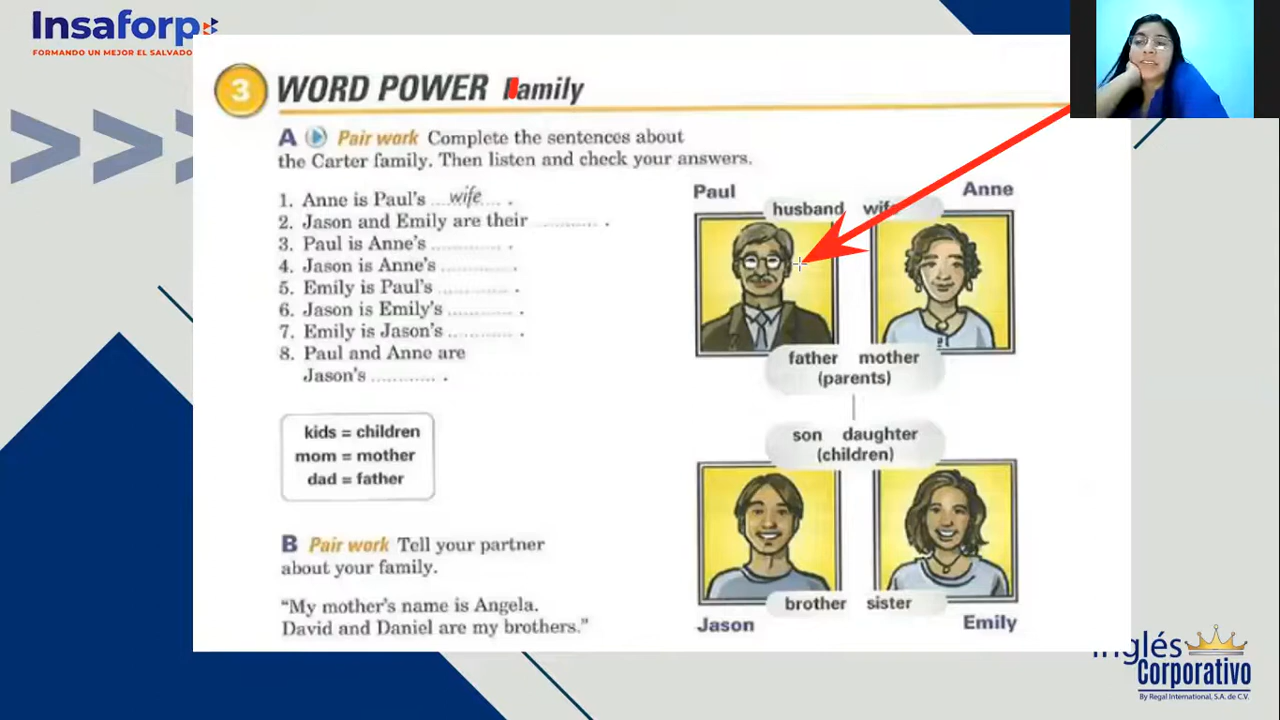 Insaforp
FORMANDO UN MEJOR EL SALVADOR
3 WORD POWER Family
A Pair work Complete the sentences about
the Carter family. Then listen and check your answers.
1. Anne is Paul's wife .
2. Jason and Emily are their .
3. Paul is Anne's .
4. Jason is Anne's .
5. Emily is Paul's .
6. Jason is Emily's .
7. Emily is Jason's .
8. Paul and Anne are
Jason's .
kids = children
mom = mother
dad = father
B Pair work Tell your partner
about your family.
"My mother's name is Angela.
David and Daniel are my brothers."
Paul Anne
husband wife
father mother
(parents)
son daughter
(children)
brother sister
Jason Emily
Inglés
Corporativo
By Regal International, S.A. de C.V.